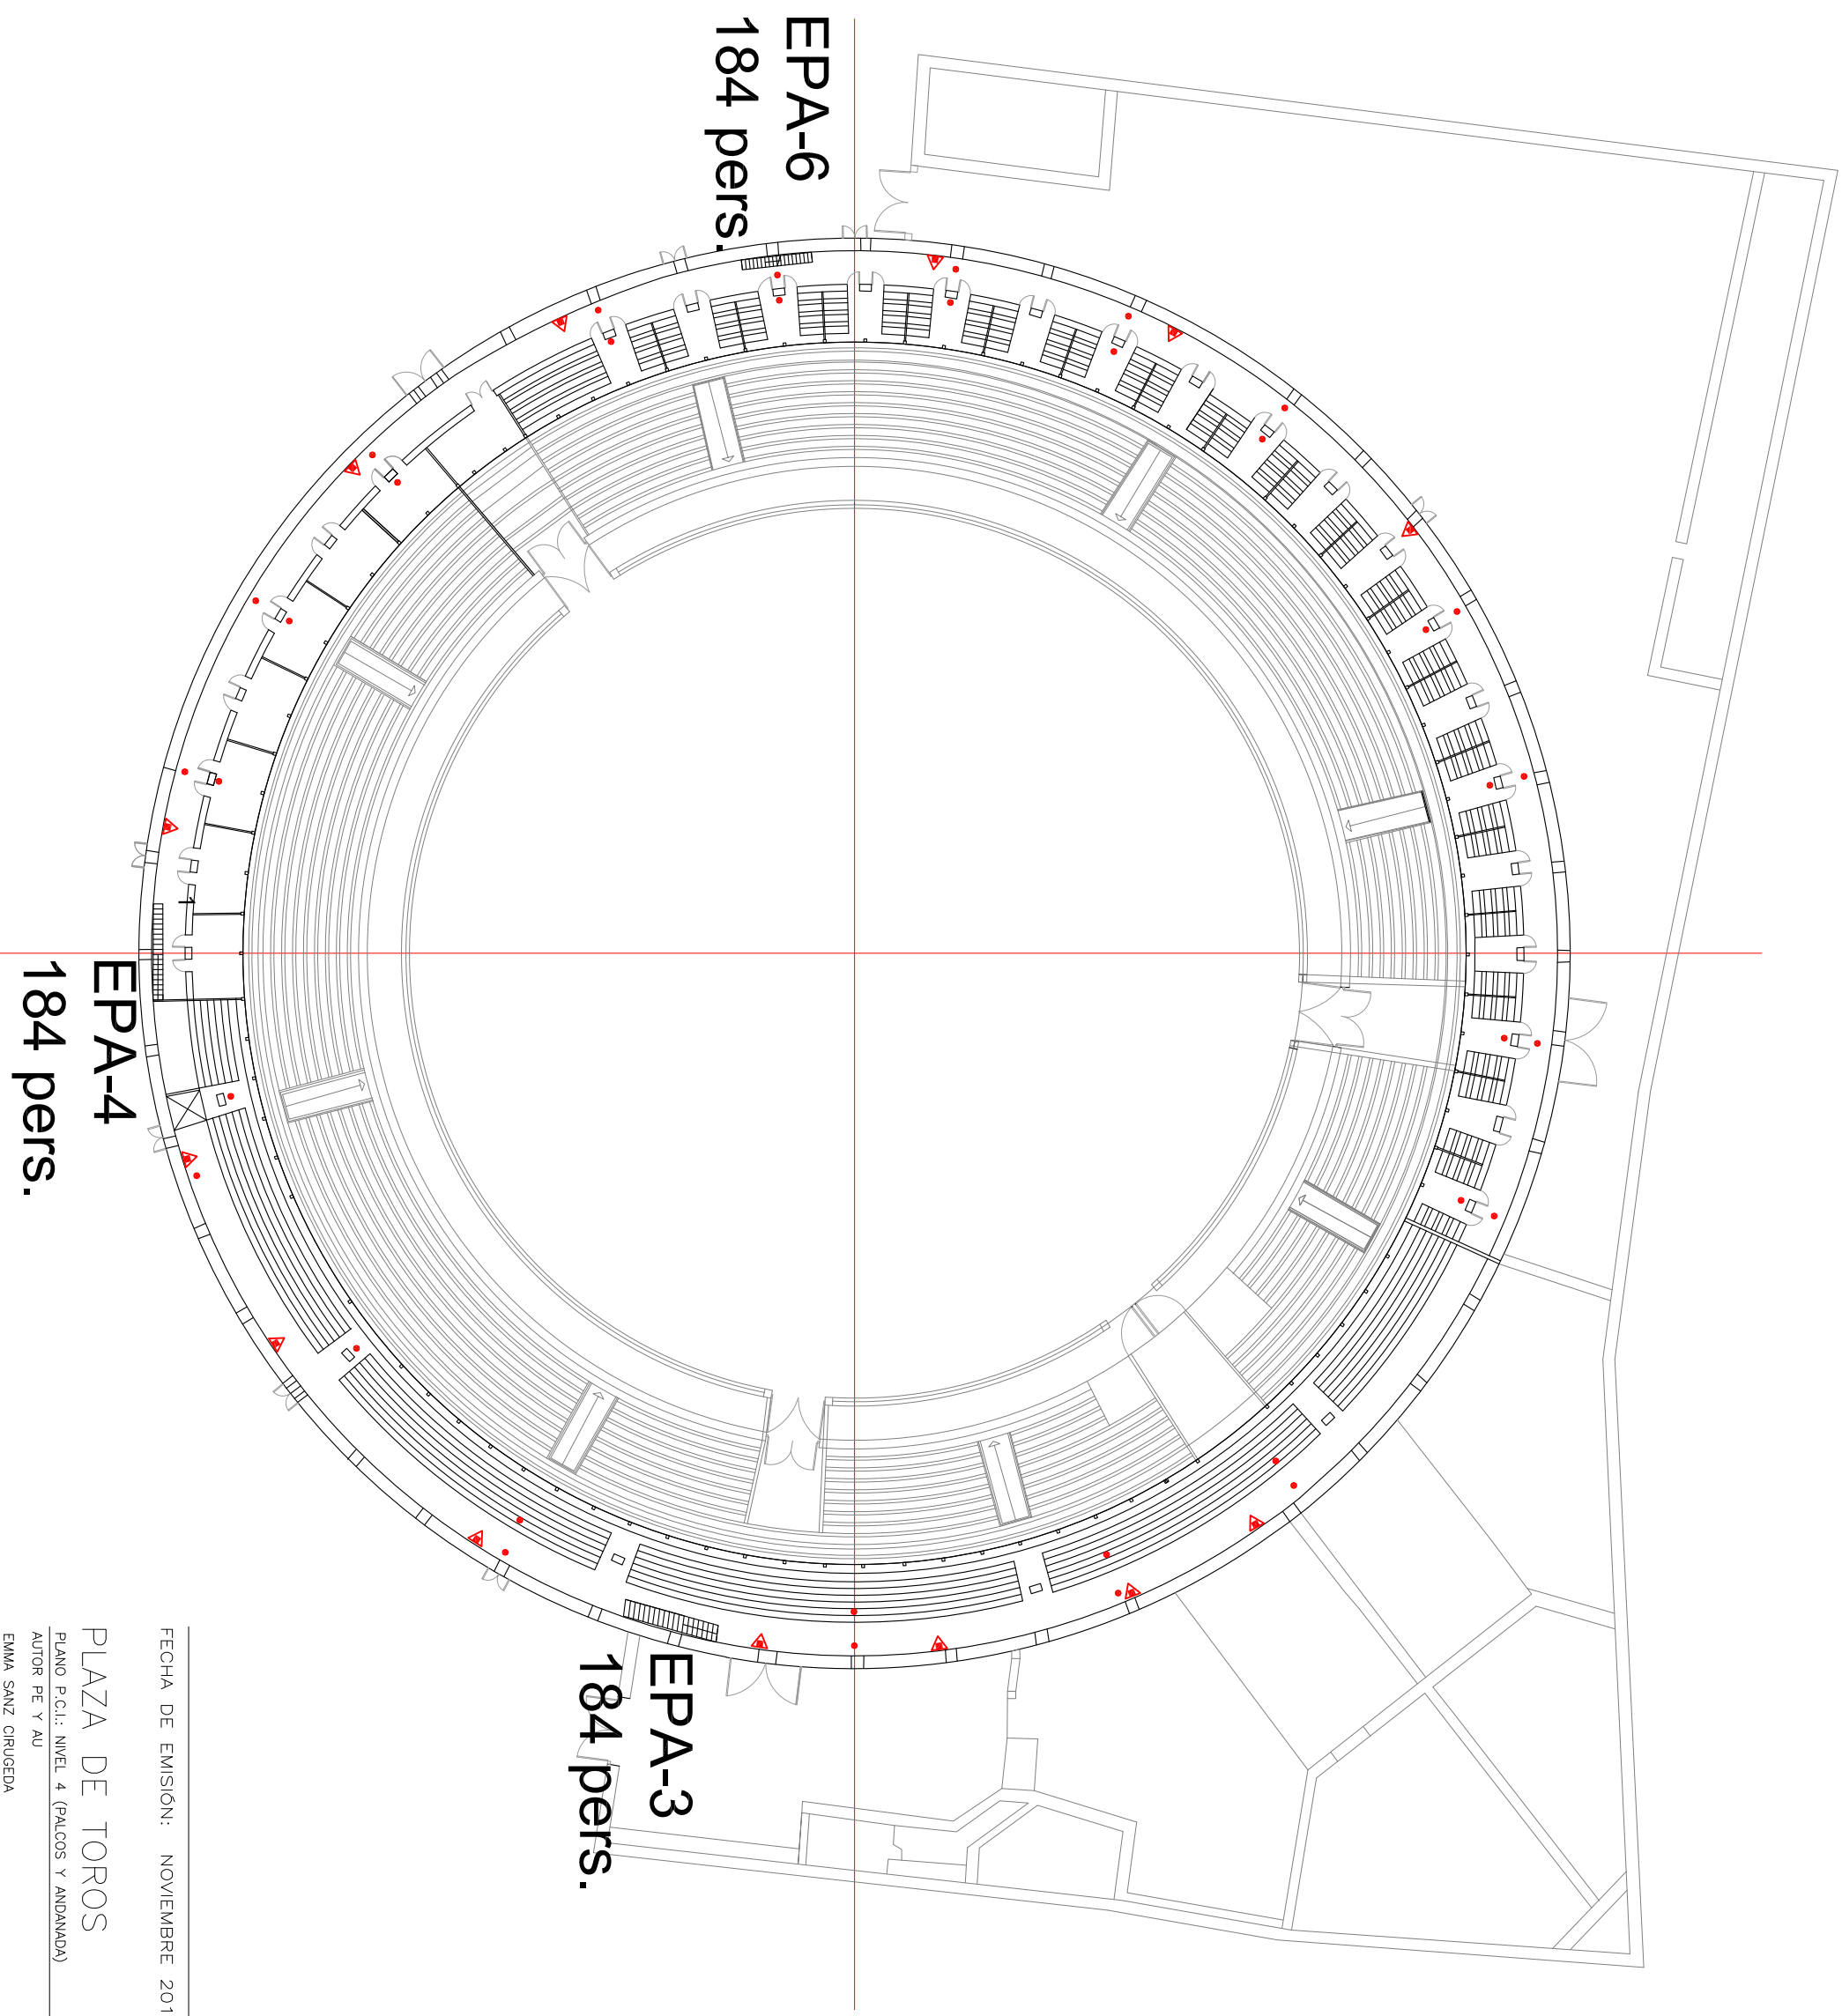 EPA-6
184 pers.
EPA-4
184 pers.
EPA-3
184 pers.
FECHA DE EMISIÓN: NOVIEMBRE
PLAZA DE TOROS
PLANO P.C.I.: NIVEL 4 (PALCOS Y ANDANADA)
AUTOR PE Y AU
EMMA SANZ CIRUGEDA